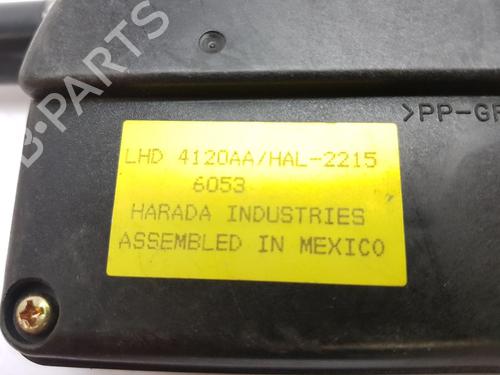 >PP-GF
LHD 4120AA/HAL-2215
6053
HARADA INDUSTRIES
ASSEMBLED IN MEXICO
B-PARTS